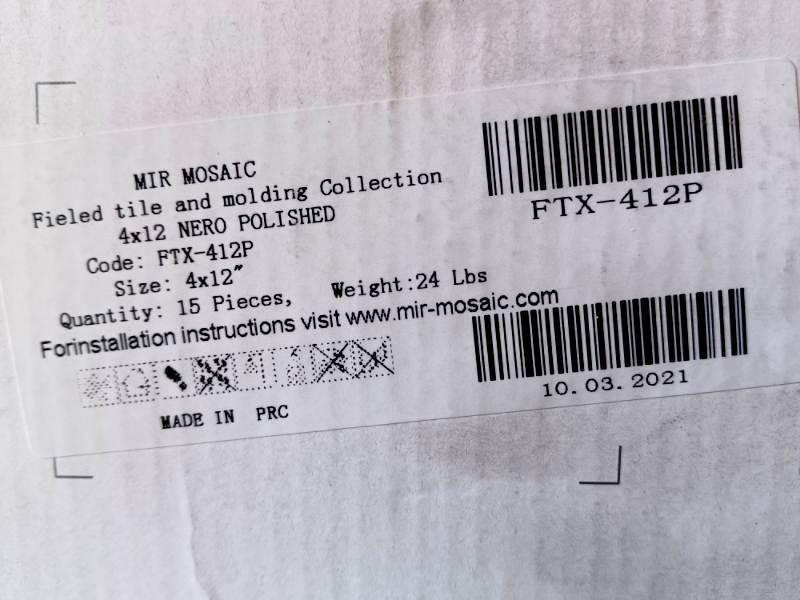 MIR MOSAIC
Fieled tile and molding Collection
4x12 NERO POLISHED
Code: FTX-412P
Size: 4x12"
Quantity: 15 Pieces, Weight:24 Lbs
Forinstallation instructions visit www.mir-mosaic.com
MADE IN PRC
FTX-412P
10.03.2021